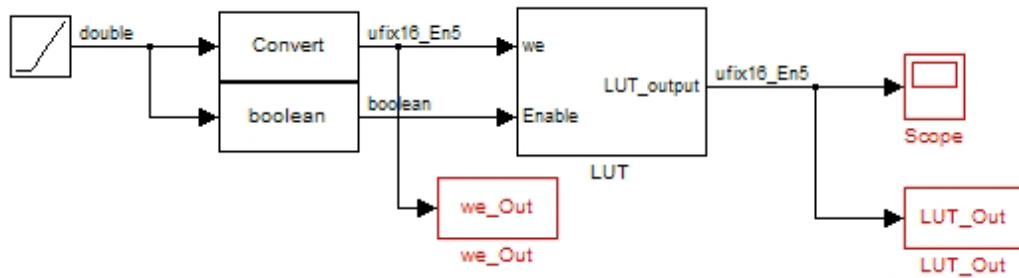 double
Convert
ufix16_En5
we
LUT_output
ufix16_En5
boolean
boolean
Enable
LUT
Scope
we_Out
we_Out
LUT_Out
LUT_Out